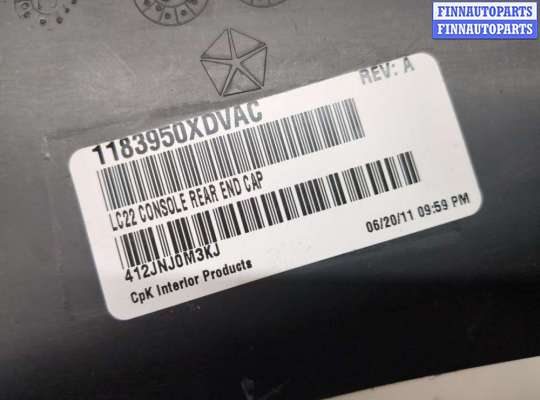 FINNAUTOPARTS
FINNAUTOPARTS
REV: A
1183950XDVAC
LC22 CONSOLE REAR END CAP
412JNJ0M3KJ
06/20/11 09:59 PM
CpK Interior Products